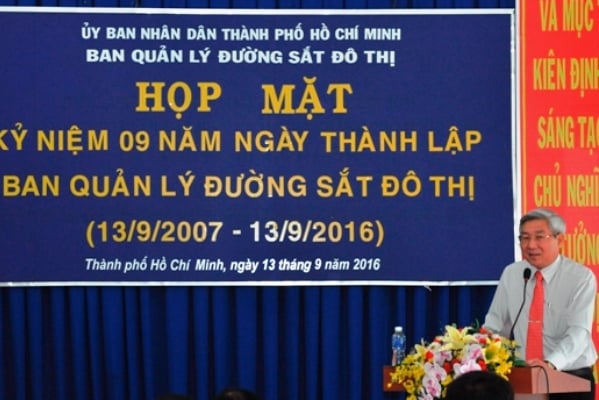 ỦY BAN NHÂN DÂN THÀNH PHỐ HỒ CHÍ MINH
BAN QUẢN LÝ ĐƯỜNG SẮT ĐÔ THỊ
HỌP MẶT
KỶ NIỆM 09 NĂM NGÀY THÀNH LẬP
BAN QUẢN LÝ ĐƯỜNG SẮT ĐÔ THỊ
(13/9/2007 - 13/9/2016)
Thành phố Hồ Chí Minh, ngày 13 tháng 9 năm 2016
VÀ MỤC
KIÊN ĐỊNH
SÁNG TẠO
CHỦ NGHĨ